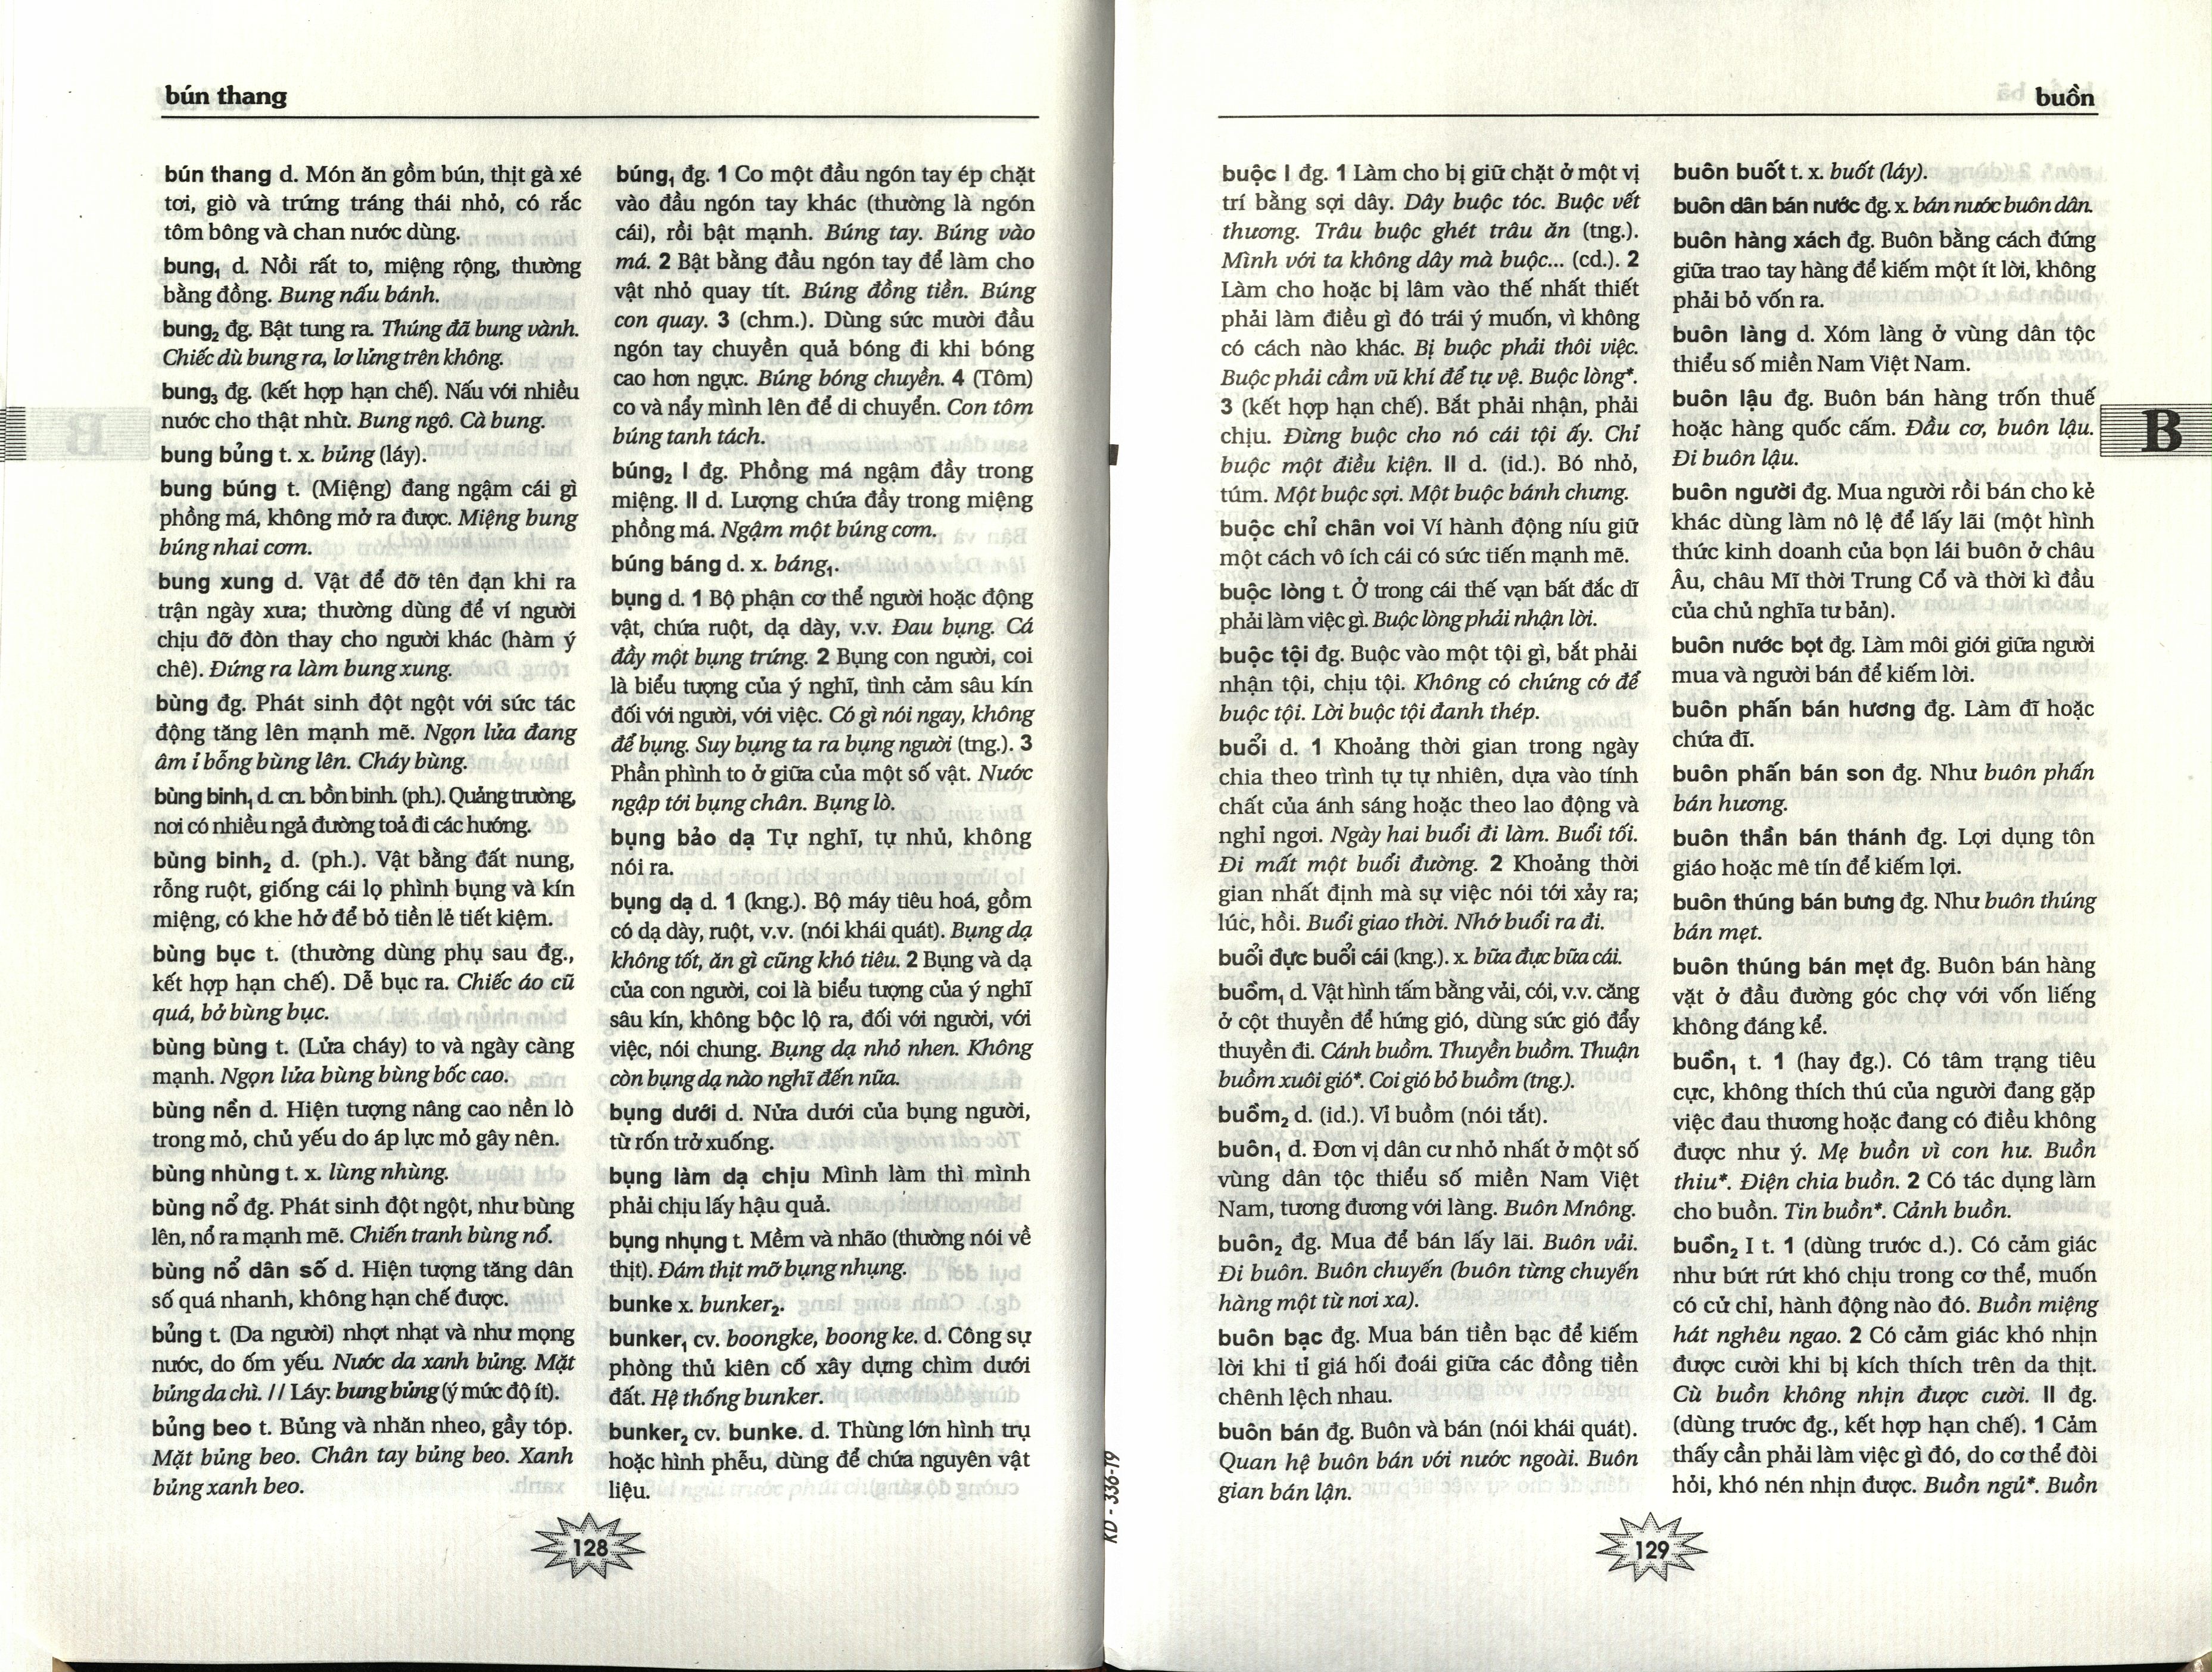 bún thang
bún thang d. Món ăn gồm bún, thịt gà xé
tơi, giò và trứng tráng thái nhỏ, có rắc
tôm bông và chan nước dùng.
bung₁ d. Nồi rất to, miệng rộng, thường
bằng đồng. Bung nấu bánh.
bung₂ đg. Bật tung ra. Thúng đã bung vành.
Chiếc dù bung ra, lơ lửng trên không.
bung₃ đg. (kết hợp hạn chế). Nấu với nhiều
nước cho thật nhừ. Bung ngô. Cà bung.
bung bủng t. x. bủng (láy).
bung búng t. (Miệng) đang ngậm cái gì
phồng má, không mở ra được. Miệng bung
búng nhai cơm.
bung xung d. Vật để đỡ tên đạn khi ra
trận ngày xưa; thường dùng để ví người
chịu đỡ đòn thay cho người khác (hàm ý
chê). Đứng ra làm bung xung.
bùng đg. Phát sinh đột ngột với sức tác
động tăng lên mạnh mẽ. Ngọn lửa đang
âm ỉ bỗng bùng lên. Cháy bùng.
bùng binh₁ d. cn. bồn binh. (ph.). Quảng trường,
nơi có nhiều ngả đường toả đi các hướng.
bùng binh₂ d. (ph.). Vật bằng đất nung,
rỗng ruột, giống cái lọ phình bụng và kín
miệng, có khe hở để bỏ tiền lẻ tiết kiệm.
bùng bục t. (thường dùng phụ sau đg.,
kết hợp hạn chế). Dễ bục ra. Chiếc áo cũ
quá, bở bùng bục.
bùng bùng t. (Lửa cháy) to và ngày càng
mạnh. Ngọn lửa bùng bùng bốc cao.
bùng nền d. Hiện tượng nâng cao nền lò
trong mỏ, chủ yếu do áp lực mỏ gây nên.
bùng nhùng t. x. lùng nhùng.
bùng nổ đg. Phát sinh đột ngột, như bùng
lên, nổ ra mạnh mẽ. Chiến tranh bùng nổ.
bùng nổ dân số d. Hiện tượng tăng dân
số quá nhanh, không hạn chế được.
bủng t. (Da người) nhợt nhạt và như mọng
nước, do ốm yếu. Nước da xanh bủng. Mặt
bủng da chì. // Láy: bung bủng (ý mức độ ít).
bủng beo t. Bủng và nhăn nheo, gầy tóp.
Mặt bủng beo. Chân tay bủng beo. Xanh
bủng xanh beo.
búng₁ đg. 1 Co một đầu ngón tay ép chặt
vào đầu ngón tay khác (thường là ngón
cái), rồi bật mạnh. Búng tay. Búng vào
má. 2 Bật bằng đầu ngón tay để làm cho
vật nhỏ quay tít. Búng đồng tiền. Búng
con quay. 3 (chm.). Dùng sức mười đầu
ngón tay chuyền quả bóng đi khi bóng
cao hơn ngực. Búng bóng chuyền. 4 (Tôm)
co và nẩy mình lên để di chuyển. Con tôm
búng tanh tách.
búng₂ I đg. Phồng má ngậm đầy trong
miệng. II d. Lượng chứa đầy trong miệng
phồng má. Ngậm một búng cơm.
búng báng d. x. báng₁.
bụng d. 1 Bộ phận cơ thể người hoặc động
vật, chứa ruột, dạ dày, v.v. Đau bụng. Cá
đầy một bụng trứng. 2 Bụng con người, coi
là biểu tượng của ý nghĩ, tình cảm sâu kín
đối với người, với việc. Có gì nói ngay, không
để bụng. Suy bụng ta ra bụng người (tng.). 3
Phần phình to ở giữa của một số vật. Nước
ngập tới bụng chân. Bụng lò.
bụng bảo dạ Tự nghĩ, tự nhủ, không
nói ra.
bụng dạ d. 1 (kng.). Bộ máy tiêu hoá, gồm
có dạ dày, ruột, v.v. (nói khái quát). Bụng dạ
không tốt, ăn gì cũng khó tiêu. 2 Bụng và dạ
của con người, coi là biểu tượng của ý nghĩ
sâu kín, không bộc lộ ra, đối với người, với
việc, nói chung. Bụng dạ nhỏ nhen. Không
còn bụng dạ nào nghĩ đến nữa.
bụng dưới d. Nửa dưới của bụng người,
từ rốn trở xuống.
bụng làm dạ chịu Mình làm thì mình
phải chịu lấy hậu quả.
bụng nhụng t. Mềm và nhão (thường nói về
thịt). Đám thịt mỡ bụng nhụng.
bunke x. bunker₂.
bunker₁ cv. boongke, boong ke. d. Công sự
phòng thủ kiên cố xây dựng chìm dưới
đất. Hệ thống bunker.
bunker₂ cv. bunke. d. Thùng lớn hình trụ
hoặc hình phễu, dùng để chứa nguyên vật
liệu.
128
KD - 336-19
buồn
buộc I đg. 1 Làm cho bị giữ chặt ở một vị
trí bằng sợi dây. Dây buộc tóc. Buộc vết
thương. Trâu buộc ghét trâu ăn (tng.).
Mình với ta không dây mà buộc... (cd.). 2
Làm cho hoặc bị lâm vào thế nhất thiết
phải làm điều gì đó trái ý muốn, vì không
có cách nào khác. Bị buộc phải thôi việc.
Buộc phải cầm vũ khí để tự vệ. Buộc lòng*.
3 (kết hợp hạn chế). Bắt phải nhận, phải
chịu. Đừng buộc cho nó cái tội ấy. Chỉ
buộc một điều kiện. II d. (id.). Bó nhỏ,
túm. Một buộc sợi. Một buộc bánh chưng.
buộc chỉ chân voi Ví hành động níu giữ
một cách vô ích cái có sức tiến mạnh mẽ.
buộc lòng t. Ở trong cái thế vạn bất đắc dĩ
phải làm việc gì. Buộc lòng phải nhận lời.
buộc tội đg. Buộc vào một tội gì, bắt phải
nhận tội, chịu tội. Không có chứng cớ để
buộc tội. Lời buộc tội đanh thép.
buổi d. 1 Khoảng thời gian trong ngày
chia theo trình tự tự nhiên, dựa vào tính
chất của ánh sáng hoặc theo lao động và
nghỉ ngơi. Ngày hai buổi đi làm. Buổi tối.
Đi mất một buổi đường. 2 Khoảng thời
gian nhất định mà sự việc nói tới xảy ra;
lúc, hồi. Buổi giao thời. Nhớ buổi ra đi.
buổi đực buổi cái (kng.). x. bữa đực bữa cái.
buồm₁ d. Vật hình tấm bằng vải, cói, v.v. căng
ở cột thuyền để hứng gió, dùng sức gió đẩy
thuyền đi. Cánh buồm. Thuyền buồm. Thuận
buồm xuôi gió*. Coi gió bỏ buồm (tng.).
buồm₂ d. (id.). Vỉ buồm (nói tắt).
buôn₁ d. Đơn vị dân cư nhỏ nhất ở một số
vùng dân tộc thiểu số miền Nam Việt
Nam, tương đương với làng. Buôn Mnông.
buôn₂ đg. Mua để bán lấy lãi. Buôn vải.
Đi buôn. Buôn chuyến (buôn từng chuyến
hàng một từ nơi xa).
buôn bạc đg. Mua bán tiền bạc để kiếm
lời khi tỉ giá hối đoái giữa các đồng tiền
chênh lệch nhau.
buôn bán đg. Buôn và bán (nói khái quát).
Quan hệ buôn bán với nước ngoài. Buôn
gian bán lận.
buôn buốt t. x. buốt (láy).
buôn dân bán nước đg. x. bán nước buôn dân.
buôn hàng xách đg. Buôn bằng cách đứng
giữa trao tay hàng để kiếm một ít lời, không
phải bỏ vốn ra.
buôn làng d. Xóm làng ở vùng dân tộc
thiểu số miền Nam Việt Nam.
buôn lậu đg. Buôn bán hàng trốn thuế
hoặc hàng quốc cấm. Đầu cơ, buôn lậu.
Đi buôn lậu.
B
buôn người đg. Mua người rồi bán cho kẻ
khác dùng làm nô lệ để lấy lãi (một hình
thức kinh doanh của bọn lái buôn ở châu
Âu, châu Mĩ thời Trung Cổ và thời kì đầu
của chủ nghĩa tư bản).
buôn nước bọt đg. Làm môi giới giữa người
mua và người bán để kiếm lời.
buôn phấn bán hương đg. Làm đĩ hoặc
chứa đĩ.
buôn phấn bán son đg. Như buôn phấn
bán hương.
buôn thần bán thánh đg. Lợi dụng tôn
giáo hoặc mê tín để kiếm lợi.
buôn thúng bán bưng đg. Như buôn thúng
bán mẹt.
buôn thúng bán mẹt đg. Buôn bán hàng
vặt ở đầu đường góc chợ với vốn liếng
không đáng kể.
buồn₁ t. 1 (hay đg.). Có tâm trạng tiêu
cực, không thích thú của người đang gặp
việc đau thương hoặc đang có điều không
được như ý. Mẹ buồn vì con hư. Buồn
thiu*. Điện chia buồn. 2 Có tác dụng làm
cho buồn. Tin buồn*. Cảnh buồn.
buồn₂ I t. 1 (dùng trước d.). Có cảm giác
như bứt rứt khó chịu trong cơ thể, muốn
có cử chỉ, hành động nào đó. Buồn miệng
hát nghêu ngao. 2 Có cảm giác khó nhịn
được cười khi bị kích thích trên da thịt.
Cù buồn không nhịn được cười. II đg.
(dùng trước đg., kết hợp hạn chế). 1 Cảm
thấy cần phải làm việc gì đó, do cơ thể đòi
hỏi, khó nén nhịn được. Buồn ngủ*. Buồn
129